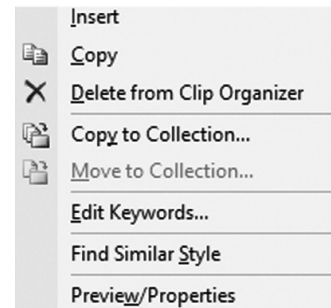 Insert
Copy
Delete from Clip Organizer
Copy to Collection...
Move to Collection...
Edit Keywords...
Find Similar Style
Preview/Properties